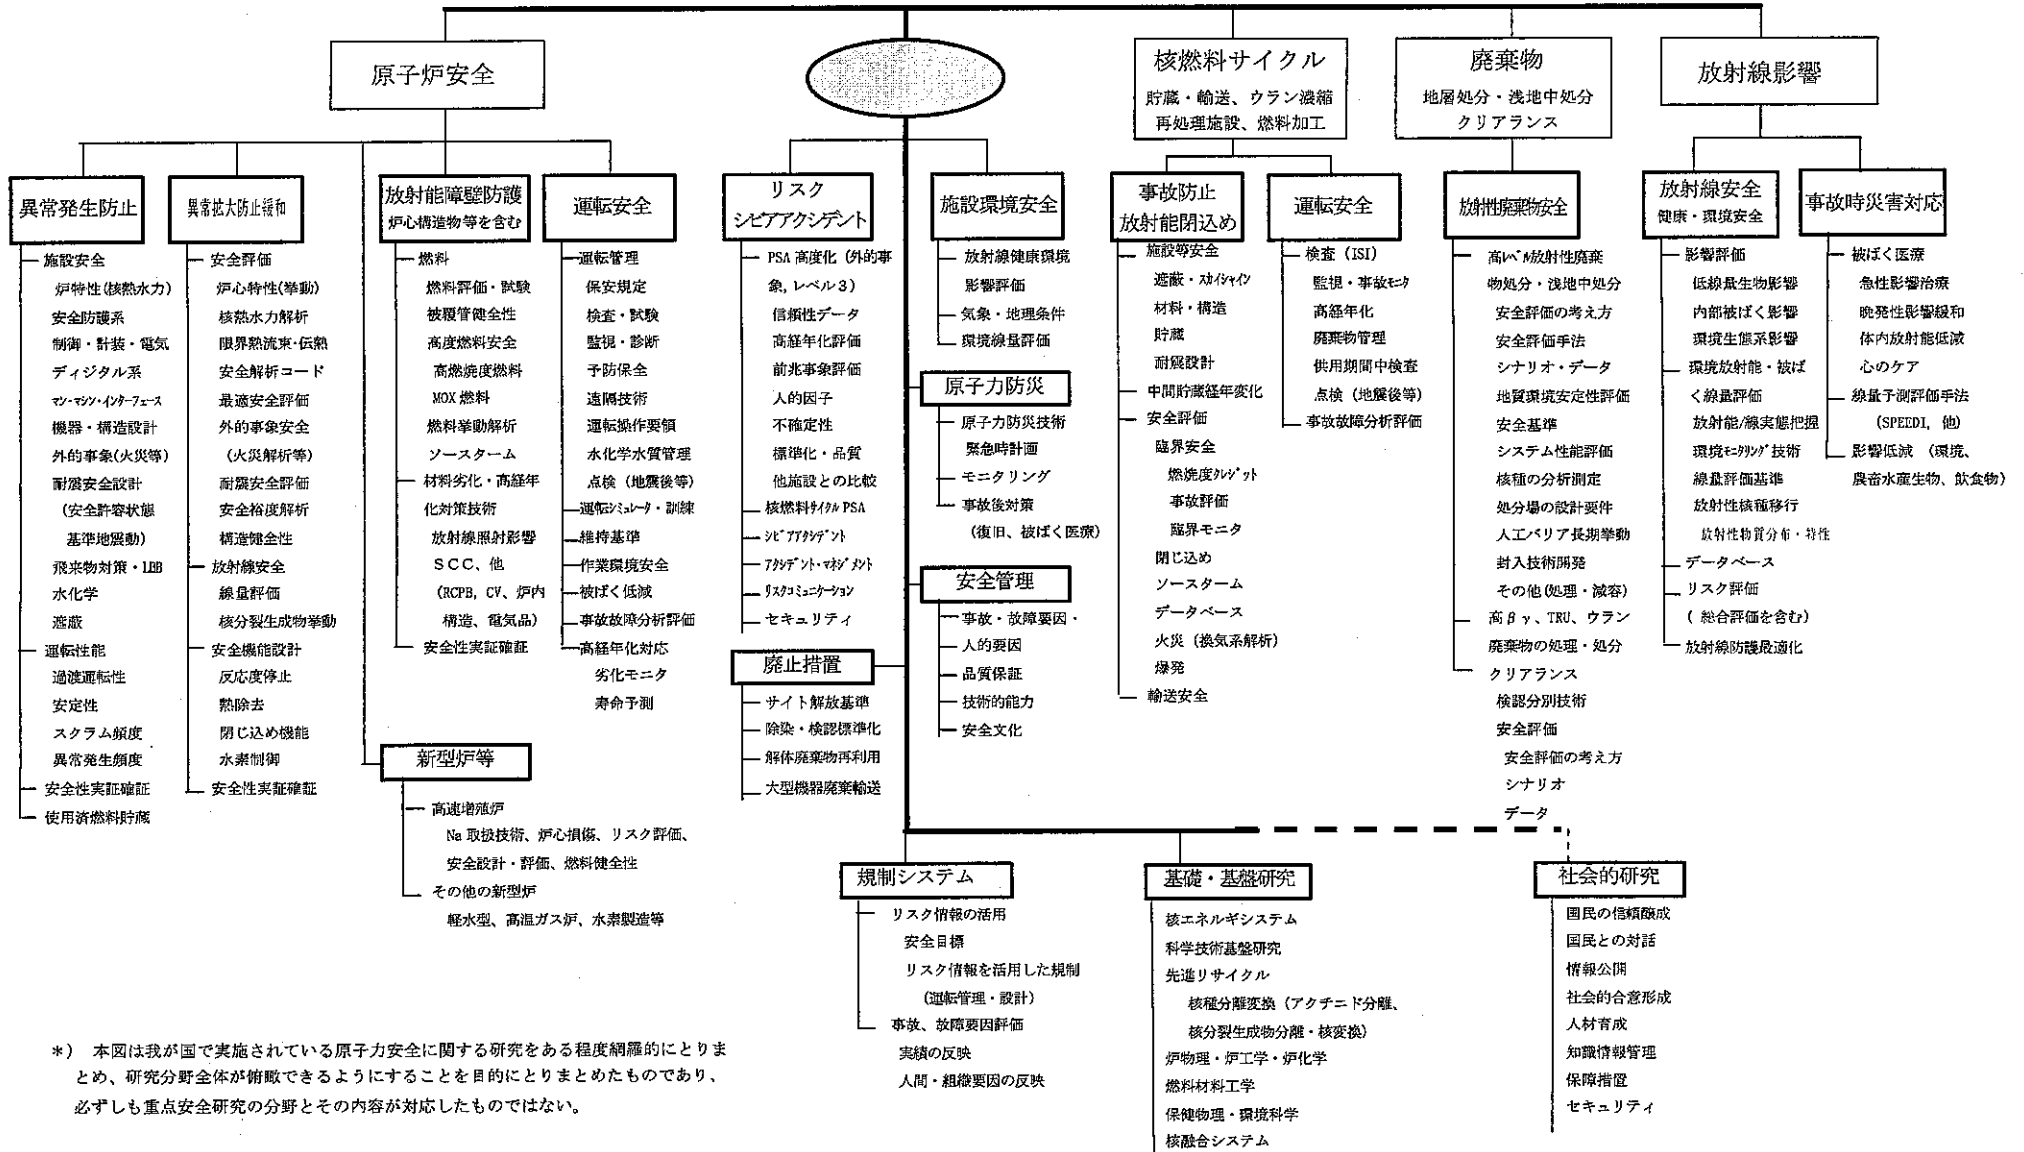 原子炉安全
核燃料サイクル
貯蔵・輸送、ウラン濃縮
再処理施設、燃料加工
廃棄物
地層処分・浅地中処分
クリアランス
放射線影響
異常発生防止
施設安全
炉特性(核熱水力)
安全防護系
制御・計装・電気
ディジタル系
マン・マシン・インターフェース
機器・構造設計
外的事象(火災等)
耐震安全設計
(安全許容状態
基準地震動)
飛来物対策・LBB
水化学
遮蔽
運転性能
過渡運転性
安定性
スクラム頻度
異常発生頻度
安全性実証確証
使用済燃料貯蔵
異常拡大防止緩和
安全評価
炉心特性(挙動)
核熱水力解析
限界熱流束・伝熱
安全解析コード
最適安全評価
外的事象安全
(火災解析等)
耐震安全評価
安全裕度解析
構造健全性
放射線安全
線量評価
核分裂生成物挙動
安全機能設計
反応度停止
熱除去
閉じ込め機能
水素制御
安全性実証確証
放射能障壁防護
炉心構造物等を含む
燃料
燃料評価・試験
被覆管健全性
高度燃料安全
高燃焼度燃料
MOX 燃料
燃料挙動解析
ソースターム
材料劣化・高経年
化対策技術
放射線照射影響
SCC、他
(RCPB, CV, 炉内
構造、電気品)
安全性実証確証
運転安全
運転管理
保安規定
検査・試験
監視・診断
予防保全
遠隔技術
運転操作要領
水化学水質管理
点検(地震後等)
運転シミュレータ・訓練
維持基準
作業環境安全
被ばく低減
事故故障分析評価
高経年化対応
劣化モニタ
寿命予測
新型炉等
高速増殖炉
Na 取扱技術、炉心損傷、リスク評価、
安全設計・評価、燃料健全性
その他の新型炉
軽水型、高温ガス炉、水素製造等
リスク
シビアアクシデント
PSA 高度化(外的事
象, レベル3)
信頼性データ
高経年化評価
前兆事象評価
人的因子
不確定性
標準化・品質
他施設との比較
核燃料サイクル PSA
シビアアクシデント
アクシデント・マネジメント
リスクコミュニケーション
セキュリティ
廃止措置
サイト解放基準
除染・検認標準化
解体廃棄物再利用
大型機器廃棄輸送
施設環境安全
放射線健康環境
影響評価
気象・地理条件
環境線量評価
原子力防災
原子力防災技術
緊急時計画
モニタリング
事故後対策
(復旧、被ばく医療)
安全管理
事故・故障要因・
人的要因
品質保証
技術的能力
安全文化
事故防止
放射能閉込め
施設等安全
遮蔽・スカイシャイン
材料・構造
貯蔵
耐震設計
中間貯蔵経年変化
安全評価
臨界安全
燃焼度クレジット
事故評価
臨界モニタ
閉じ込め
ソースターム
データベース
火災(換気系解析)
爆発
輸送安全
運転安全
検査(ISI)
監視・事故モニタ
高経年化
廃棄物管理
供用期間中検査
点検(地震後等)
事故故障分析評価
放射性廃棄物安全
高レベル放射性廃棄
物処分・浅地中処分
安全評価の考え方
安全評価手法
シナリオ・データ
地質環境安定性評価
安全基準
システム性能評価
核種の分析測定
処分場の設計要件
人工バリア長期挙動
封入技術開発
その他(処理・減容)
高βγ、TRU、ウラン
廃棄物の処理・処分
クリアランス
検認分別技術
安全評価
安全評価の考え方
シナリオ
データ
放射線安全
健康・環境安全
影響評価
低線量生物影響
内部被ばく影響
環境生態系影響
環境放射能・被ば
く線量評価
放射能/線実態把握
環境モニタリング技術
線量評価基準
放射性核種移行
放射性物質分布・特性
データベース
リスク評価
(総合評価を含む)
放射線防護最適化
事故時災害対応
被ばく医療
急性影響治療
晩発性影響緩和
体内放射能低減
心のケア
線量予測評価手法
(SPEEDI, 他)
影響低減(環境、
農畜水産生物、飲食物)
規制システム
リスク情報の活用
安全目標
リスク情報を活用した規制
(運転管理・設計)
事故、故障要因評価
実績の反映
人間・組織要因の反映
基礎・基盤研究
核エネルギシステム
科学技術基盤研究
先進リサイクル
核種分離変換(アクチニド分離、
核分裂生成物分離・核変換)
炉物理・炉工学・炉化学
燃料材料工学
保健物理・環境科学
核融合システム
社会的研究
国民の信頼醸成
国民との対話
情報公開
社会的合意形成
人材育成
知識情報管理
保障措置
セキュリティ
*) 本図は我が国で実施されている原子力安全に関する研究をある程度網羅的にとりま
とめ、研究分野全体が俯瞰できるようにすることを目的にとりまとめたものであり、
必ずしも重点安全研究の分野とその内容が対応したものではない。